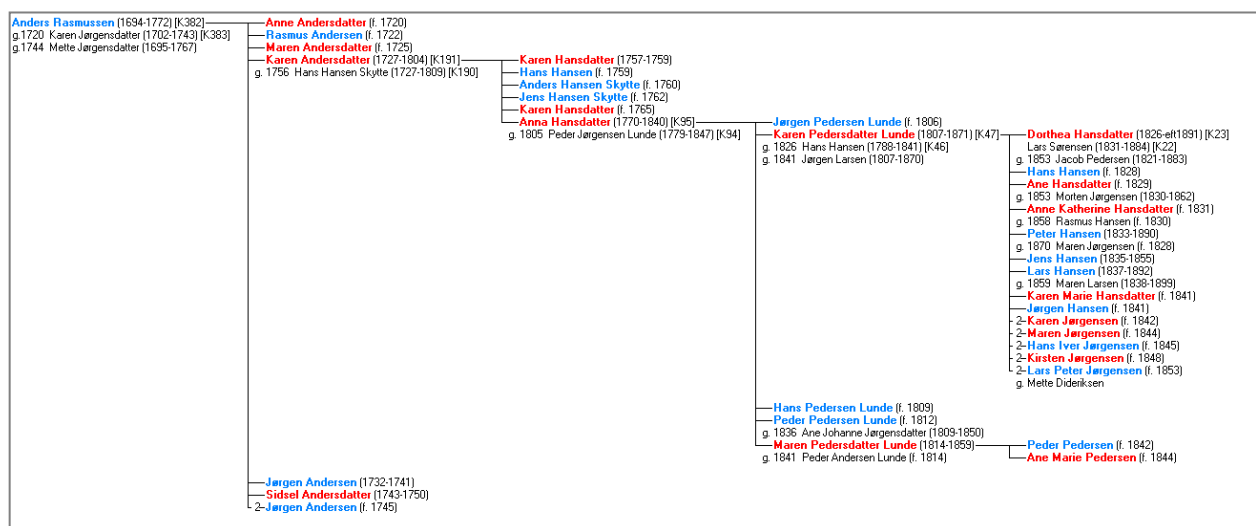 Anders Rasmussen (1694-1772) [K382]
g.1720 Karen Jørgensdatter (1702-1743) [K383]
g.1744 Mette Jørgensdatter (1695-1767)
Anne Andersdatter (f. 1720)
Rasmus Andersen (f. 1722)
Maren Andersdatter (f. 1725)
Karen Andersdatter (1727-1804) [K191]
g. 1756 Hans Hansen Skytte (1727-1809) [K190]
Karen Hansdatter (1757-1759)
Hans Hansen (f. 1759)
Anders Hansen Skytte (f. 1760)
Jens Hansen Skytte (f. 1762)
Karen Hansdatter (f. 1765)
Anna Hansdatter (1770-1840) [K95]
g. 1805 Peder Jørgensen Lunde (1779-1847) [K94]
Jørgen Pedersen Lunde (f. 1806)
Karen Pedersdatter Lunde (1807-1871) [K47]
g. 1826 Hans Hansen (1788-1841) [K46]
g. 1841 Jørgen Larsen (1807-1870)
Dorthea Hansdatter (1826-eft1891) [K23]
Lars Sørensen (1831-1884) [K22]
g. 1853 Jacob Pedersen (1821-1883)
Hans Hansen (f. 1828)
Ane Hansdatter (f. 1829)
g. 1853 Morten Jørgensen (1830-1862)
Anne Katherine Hansdatter (f. 1831)
g. 1858 Rasmus Hansen (f. 1830)
Peter Hansen (1833-1890)
g. 1870 Maren Jørgensen (f. 1828)
Jens Hansen (1835-1855)
Lars Hansen (1837-1892)
g. 1859 Maren Larsen (1838-1899)
Karen Marie Hansdatter (f. 1841)
Jørgen Hansen (f. 1841)
2 Karen Jørgensen (f. 1842)
2 Maren Jørgensen (f. 1844)
2 Hans Iver Jørgensen (f. 1845)
2 Kirsten Jørgensen (f. 1848)
2 Lars Peter Jørgensen (f. 1853)
g. Mette Dideriksen
Hans Pedersen Lunde (f. 1809)
Peder Pedersen Lunde (f. 1812)
g. 1836 Ane Johanne Jørgensdatter (1809-1850)
Maren Pedersdatter Lunde (1814-1859)
g. 1841 Peder Andersen Lunde (f. 1814)
Peder Pedersen (f. 1842)
Ane Marie Pedersen (f. 1844)
Jørgen Andersen (1732-1741)
Sidsel Andersdatter (1743-1750)
2 Jørgen Andersen (f. 1745)